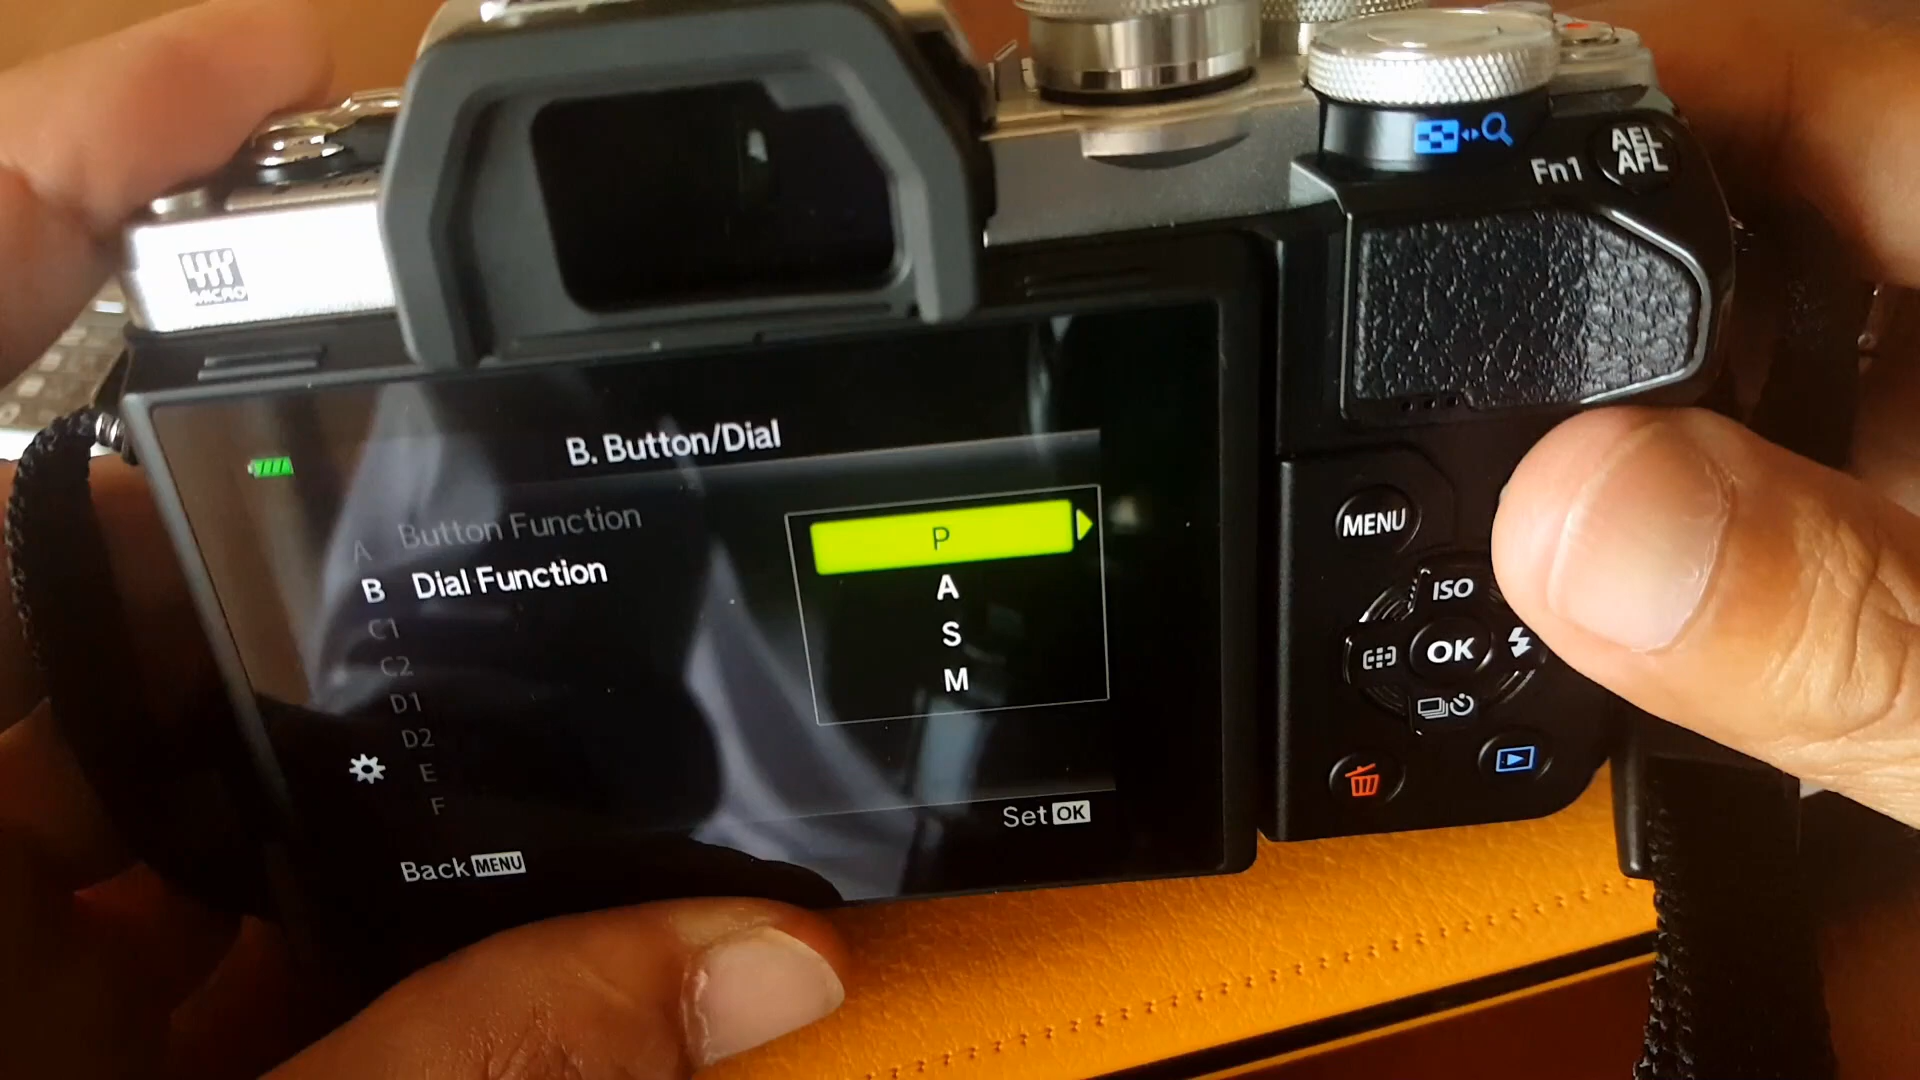 MICRO
AEL
AFL
Fn1
B. Button/Dial
A Button Function
B Dial Function
C1
C2
D1
D2
E
F
P
A
S
M
Set OK
Back MENU
MENU
ISO
OK